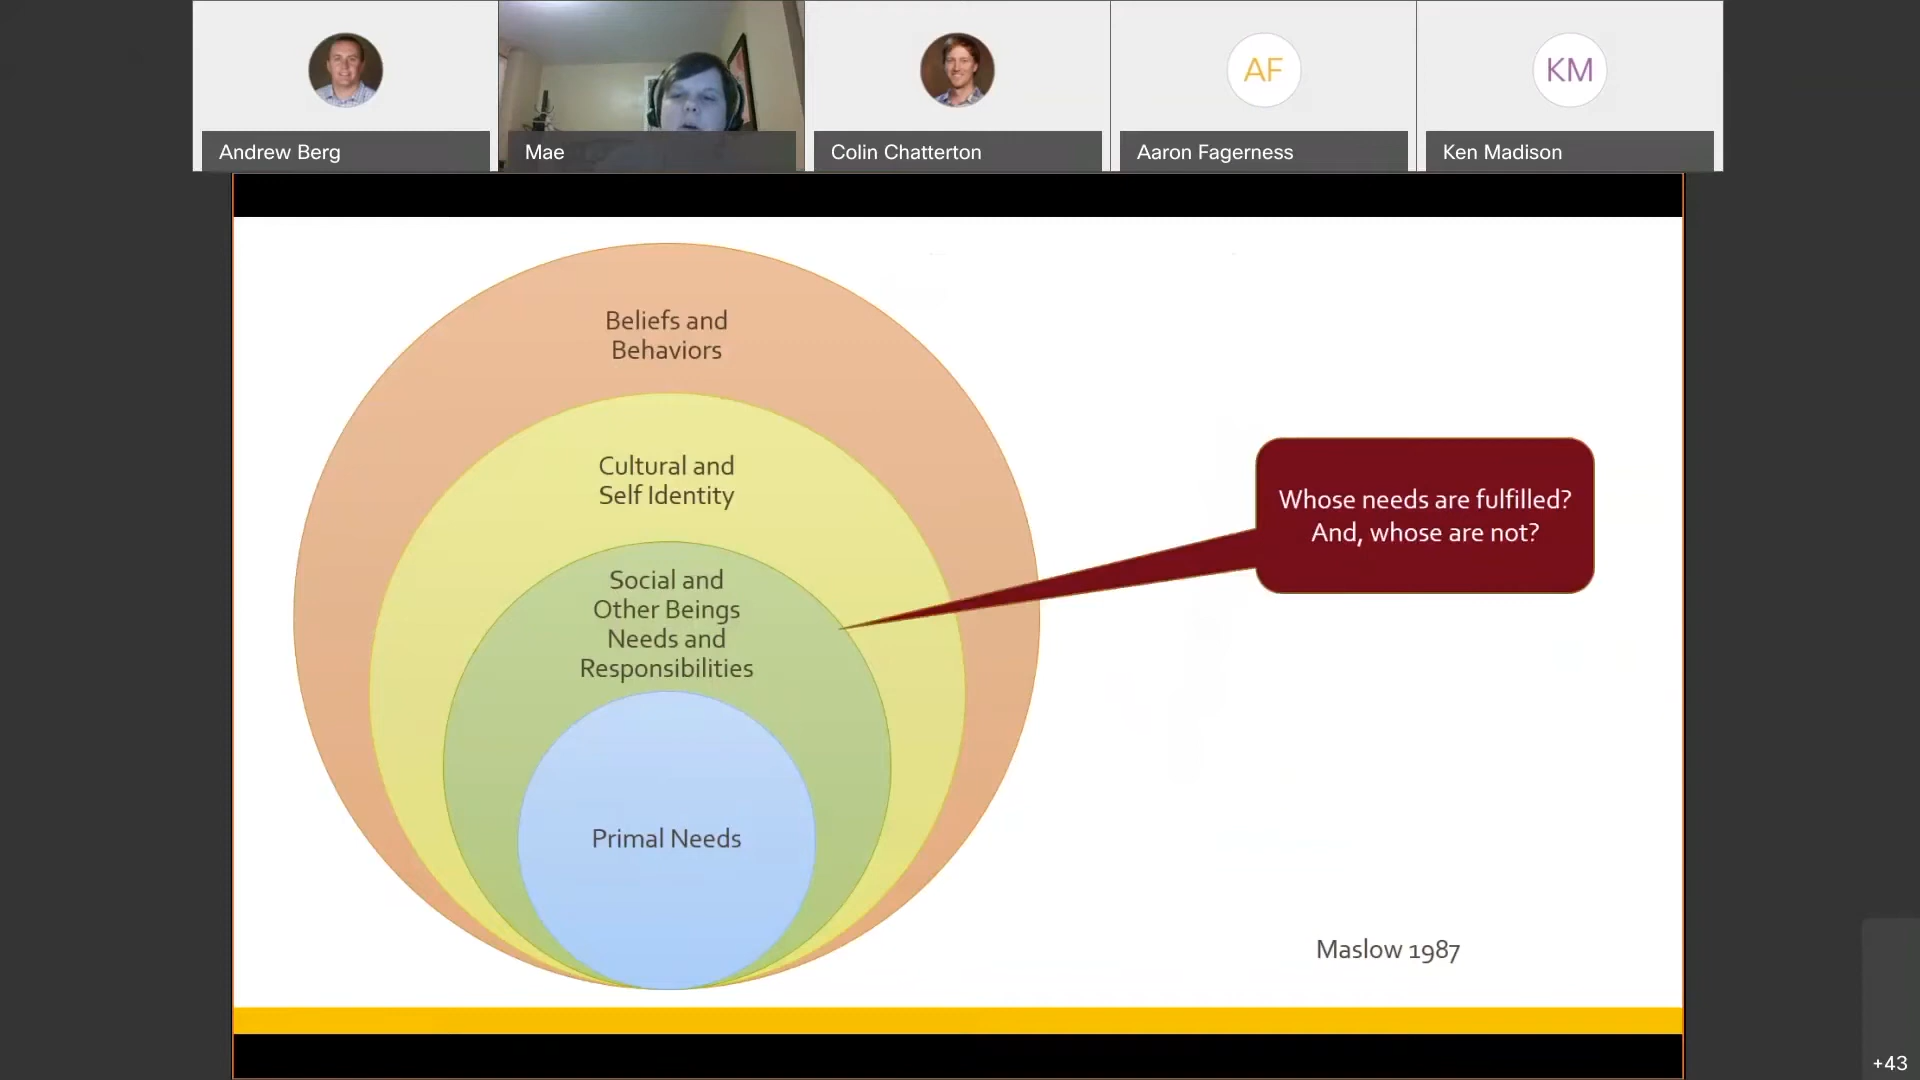 Andrew Berg
Mae
Colin Chatterton
AF
Aaron Fagerness
KM
Ken Madison
Beliefs and
Behaviors
Cultural and
Self Identity
Social and
Other Beings
Needs and
Responsibilities
Primal Needs
Whose needs are fulfilled?
And, whose are not?
Maslow 1987
+43